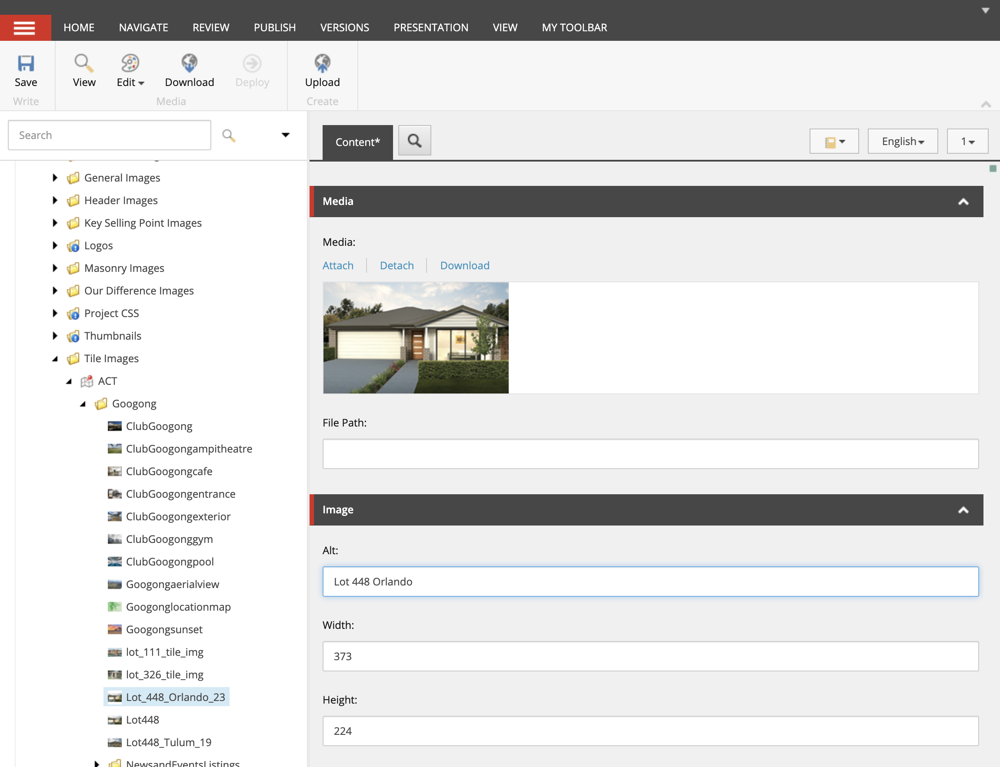 HOME NAVIGATE REVIEW PUBLISH VERSIONS PRESENTATION VIEW MY TOOLBAR
Save View Edit Download Deploy Upload
Write Media Create
Search
Content*
English
1
General Images
Header Images
Key Selling Point Images
Logos
Masonry Images
Our Difference Images
Project CSS
Thumbnails
Tile Images
ACT
Googong
ClubGoogong
ClubGoogongampitheatre
ClubGoogongcafe
ClubGoogongentrance
ClubGoogongexterior
ClubGoogonggym
ClubGoogongpool
Googongaerialview
Googonglocationmap
Googongsunset
lot_111_tile_img
lot_326_tile_img
Lot_448_Orlando_23
Lot448
Lot448_Tulum_19
NewsandEventsListings
Media
Media:
Attach Detach Download
File Path:
Image
Alt:
Lot 448 Orlando
Width:
373
Height:
224